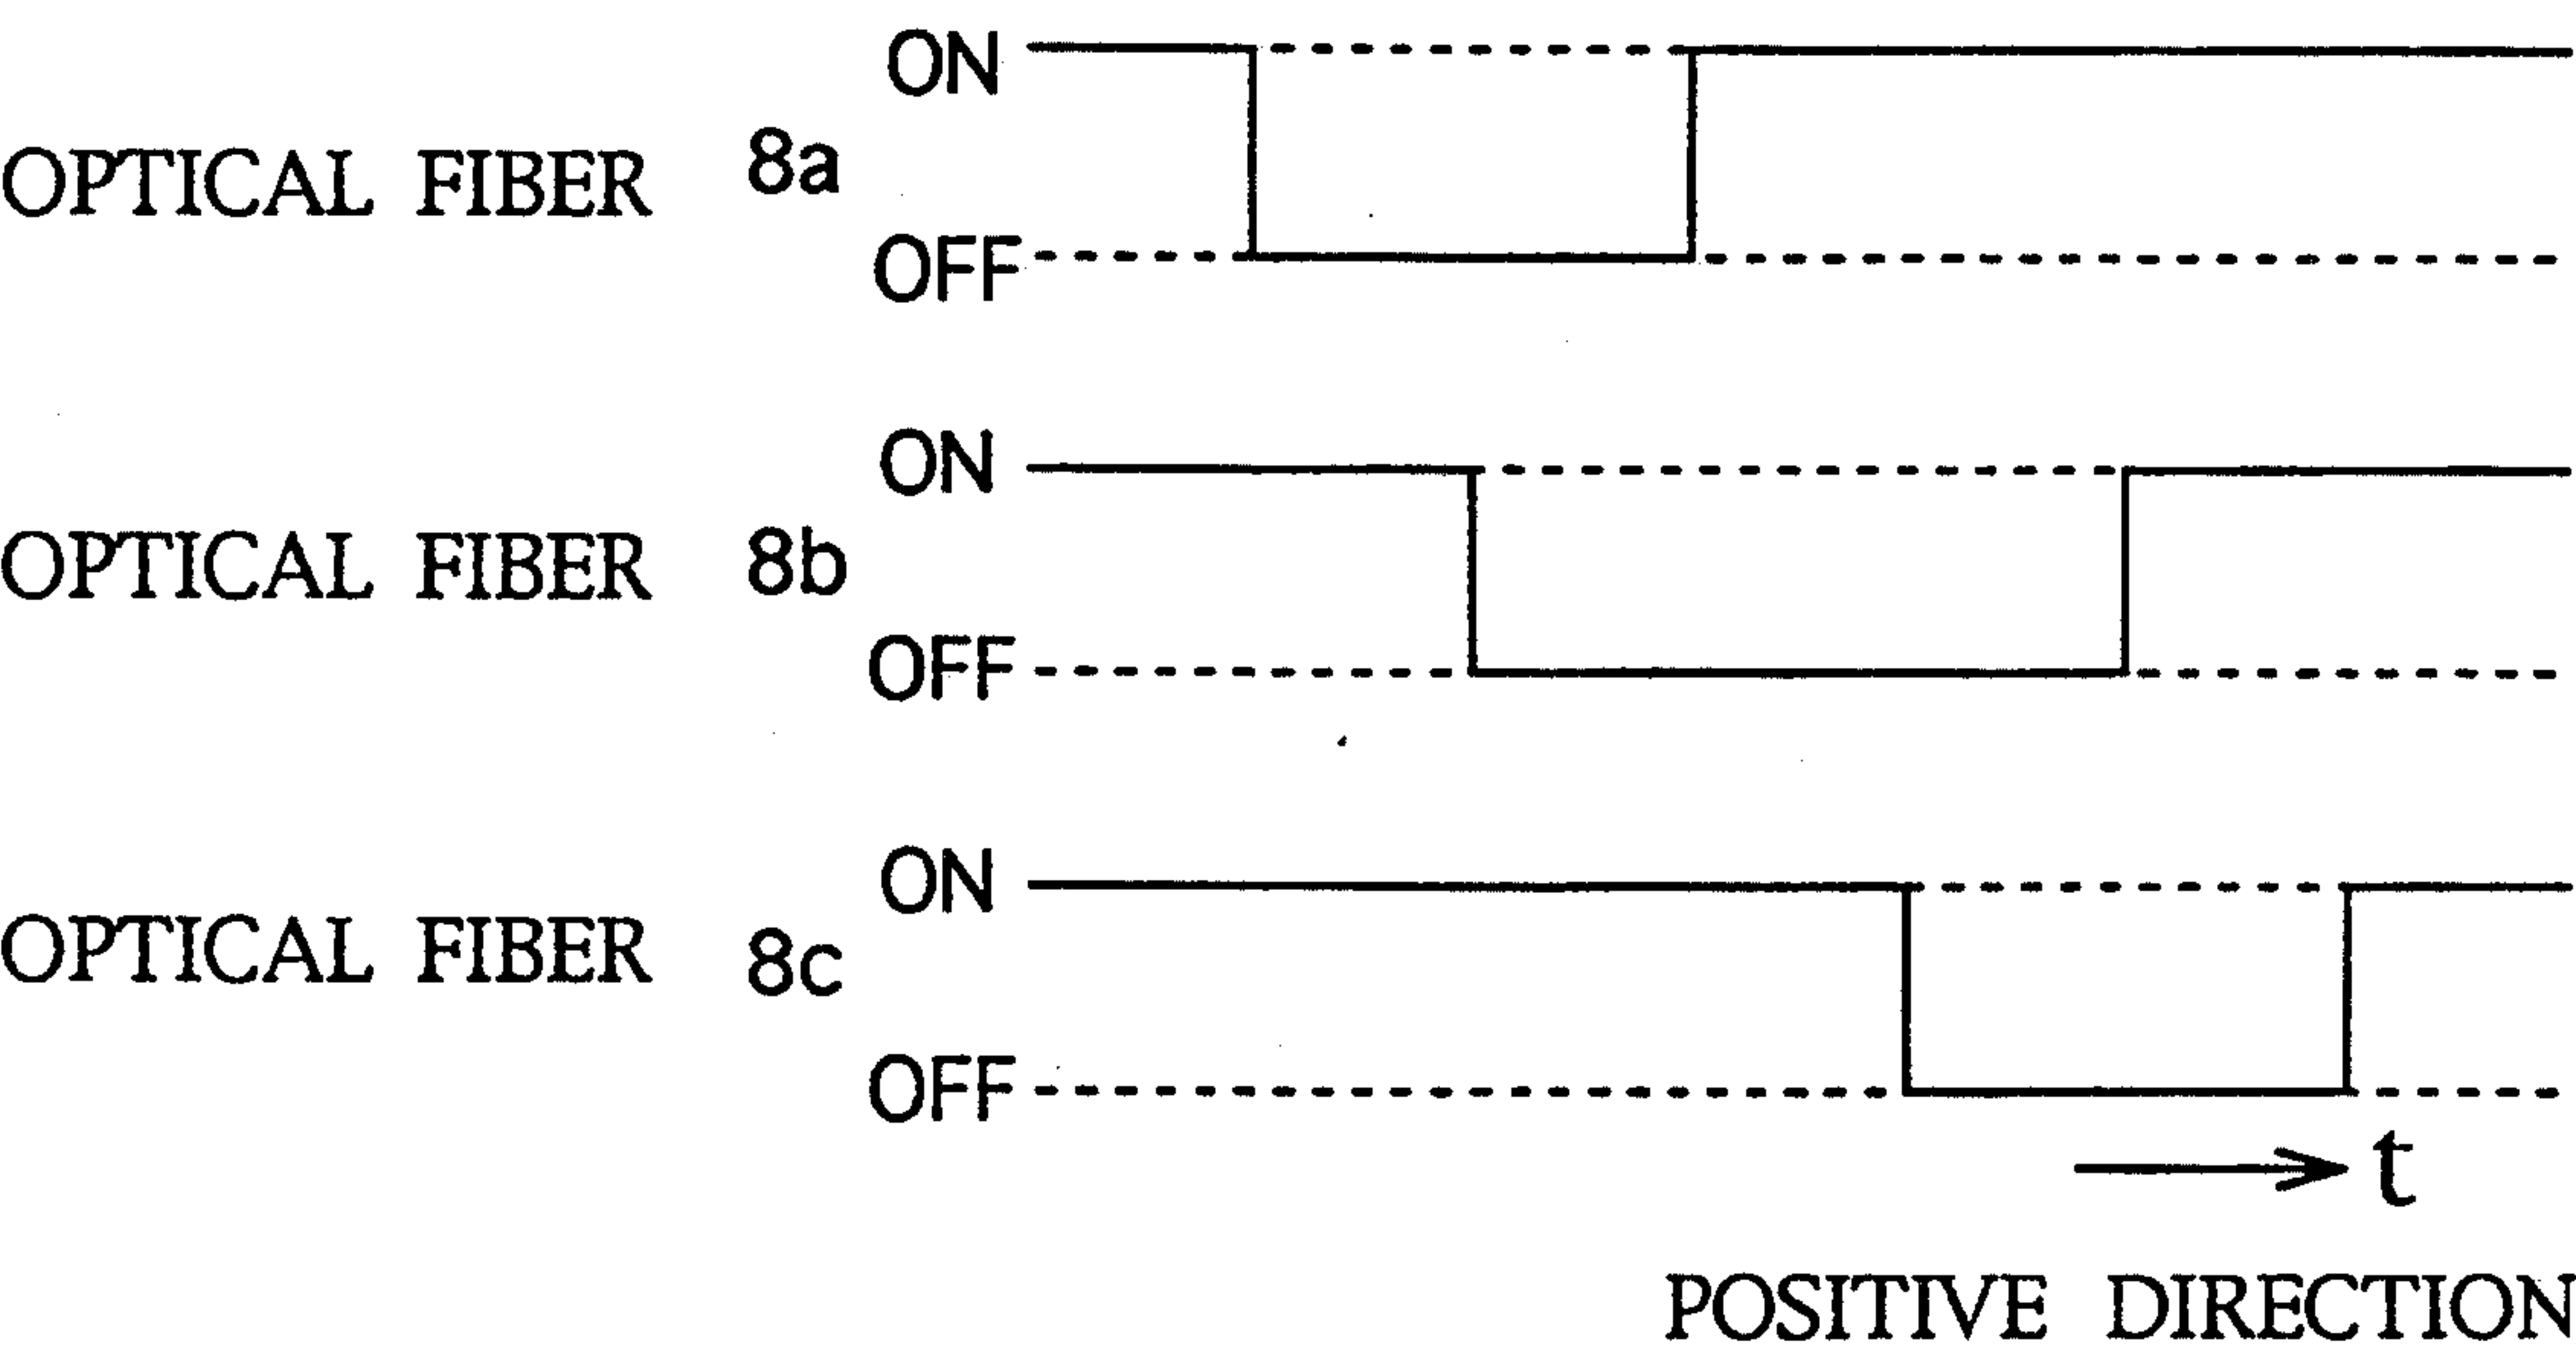 ON
OPTICAL FIBER 8a
OFF
ON
OPTICAL FIBER 8b
OFF
ON
OPTICAL FIBER 8c
OFF
t
POSITIVE DIRECTION